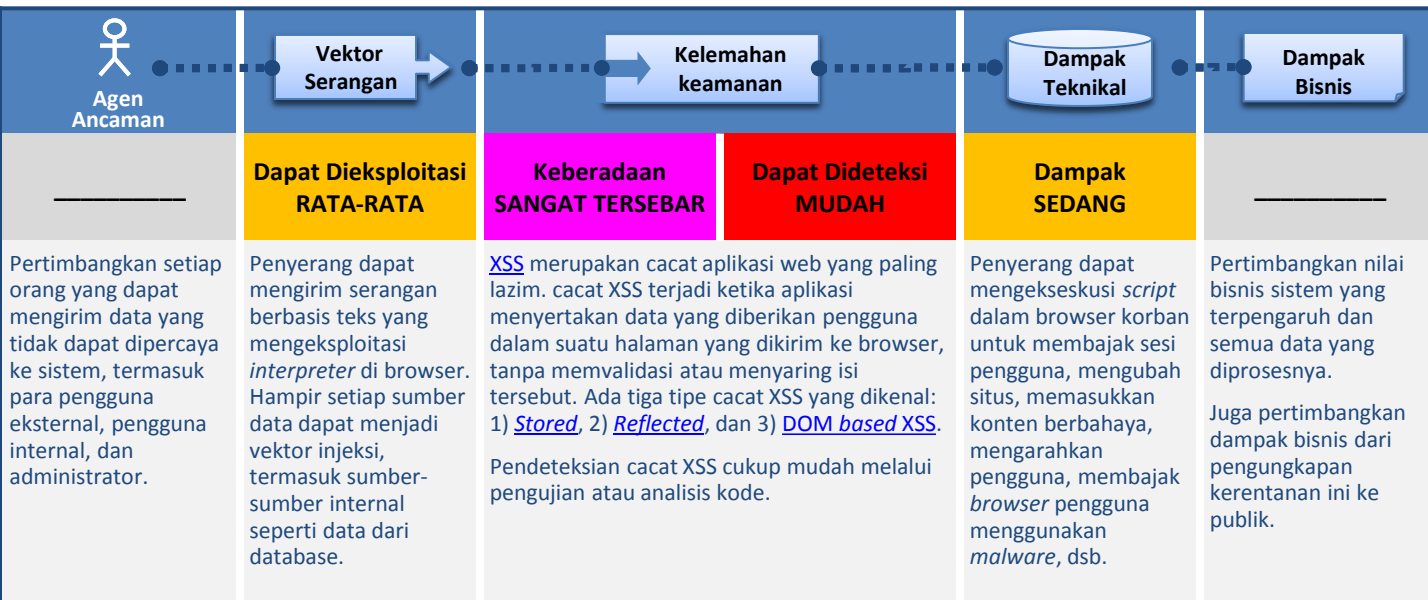 Agen
Ancaman
Vektor
Serangan
Kelemahan
keamanan
Dampak
Teknikal
Dampak
Bisnis
__________
Dapat Dieksploitasi
RATA-RATA
Keberadaan
SANGAT TERSEBAR
Dapat Dideteksi
MUDAH
Dampak
SEDANG
__________
Pertimbangkan setiap
orang yang dapat
mengirim data yang
tidak dapat dipercaya
ke sistem, termasuk
para pengguna
eksternal, pengguna
internal, dan
administrator.
Penyerang dapat
mengirim serangan
berbasis teks yang
mengeksploitasi
interpreter di browser.
Hampir setiap sumber
data dapat menjadi
vektor injeksi,
termasuk sumber-
sumber internal
seperti data dari
database.
XSS merupakan cacat aplikasi web yang paling
lazim. cacat XSS terjadi ketika aplikasi
menyertakan data yang diberikan pengguna
dalam suatu halaman yang dikirim ke browser,
tanpa memvalidasi atau menyaring isi
tersebut. Ada tiga tipe cacat XSS yang dikenal:
1) Stored, 2) Reflected, dan 3) DOM based XSS.
Pendeteksian cacat XSS cukup mudah melalui
pengujian atau analisis kode.
Penyerang dapat
mengekseskusi script
dalam browser korban
untuk membajak sesi
pengguna, mengubah
situs, memasukkan
konten berbahaya,
mengarahkan
pengguna, membajak
browser pengguna
menggunakan
malware, dsb.
Pertimbangkan nilai
bisnis sistem yang
terpengaruh dan
semua data yang
diprosesnya.
Juga pertimbangkan
dampak bisnis dari
pengungkapan
kerentanan ini ke
publik.